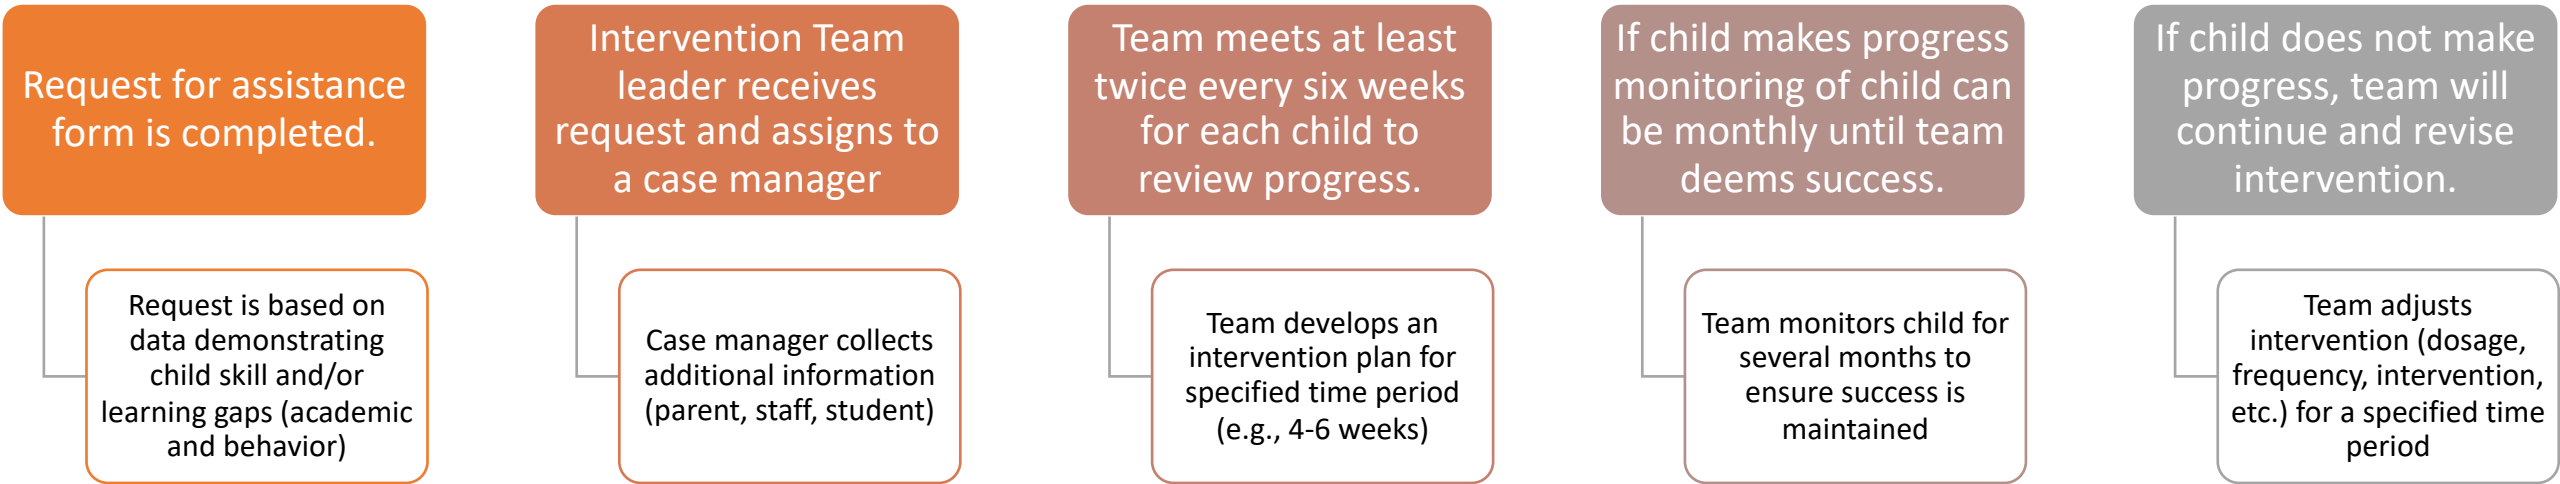 Request for assistance
form is completed.
Request is based on
data demonstrating
child skill and/or
learning gaps (academic
and behavior)
Intervention Team
leader receives
request and assigns to
a case manager
Case manager collects
additional information
(parent, staff, student)
Team meets at least
twice every six weeks
for each child to
review progress.
Team develops an
intervention plan for
specified time period
(e.g., 4-6 weeks)
If child makes progress
monitoring of child can
be monthly until team
deems success.
Team monitors child for
several months to
ensure success is
maintained
If child does not make
progress, team will
continue and revise
intervention.
Team adjusts
intervention (dosage,
frequency, intervention,
etc.) for a specified time
period